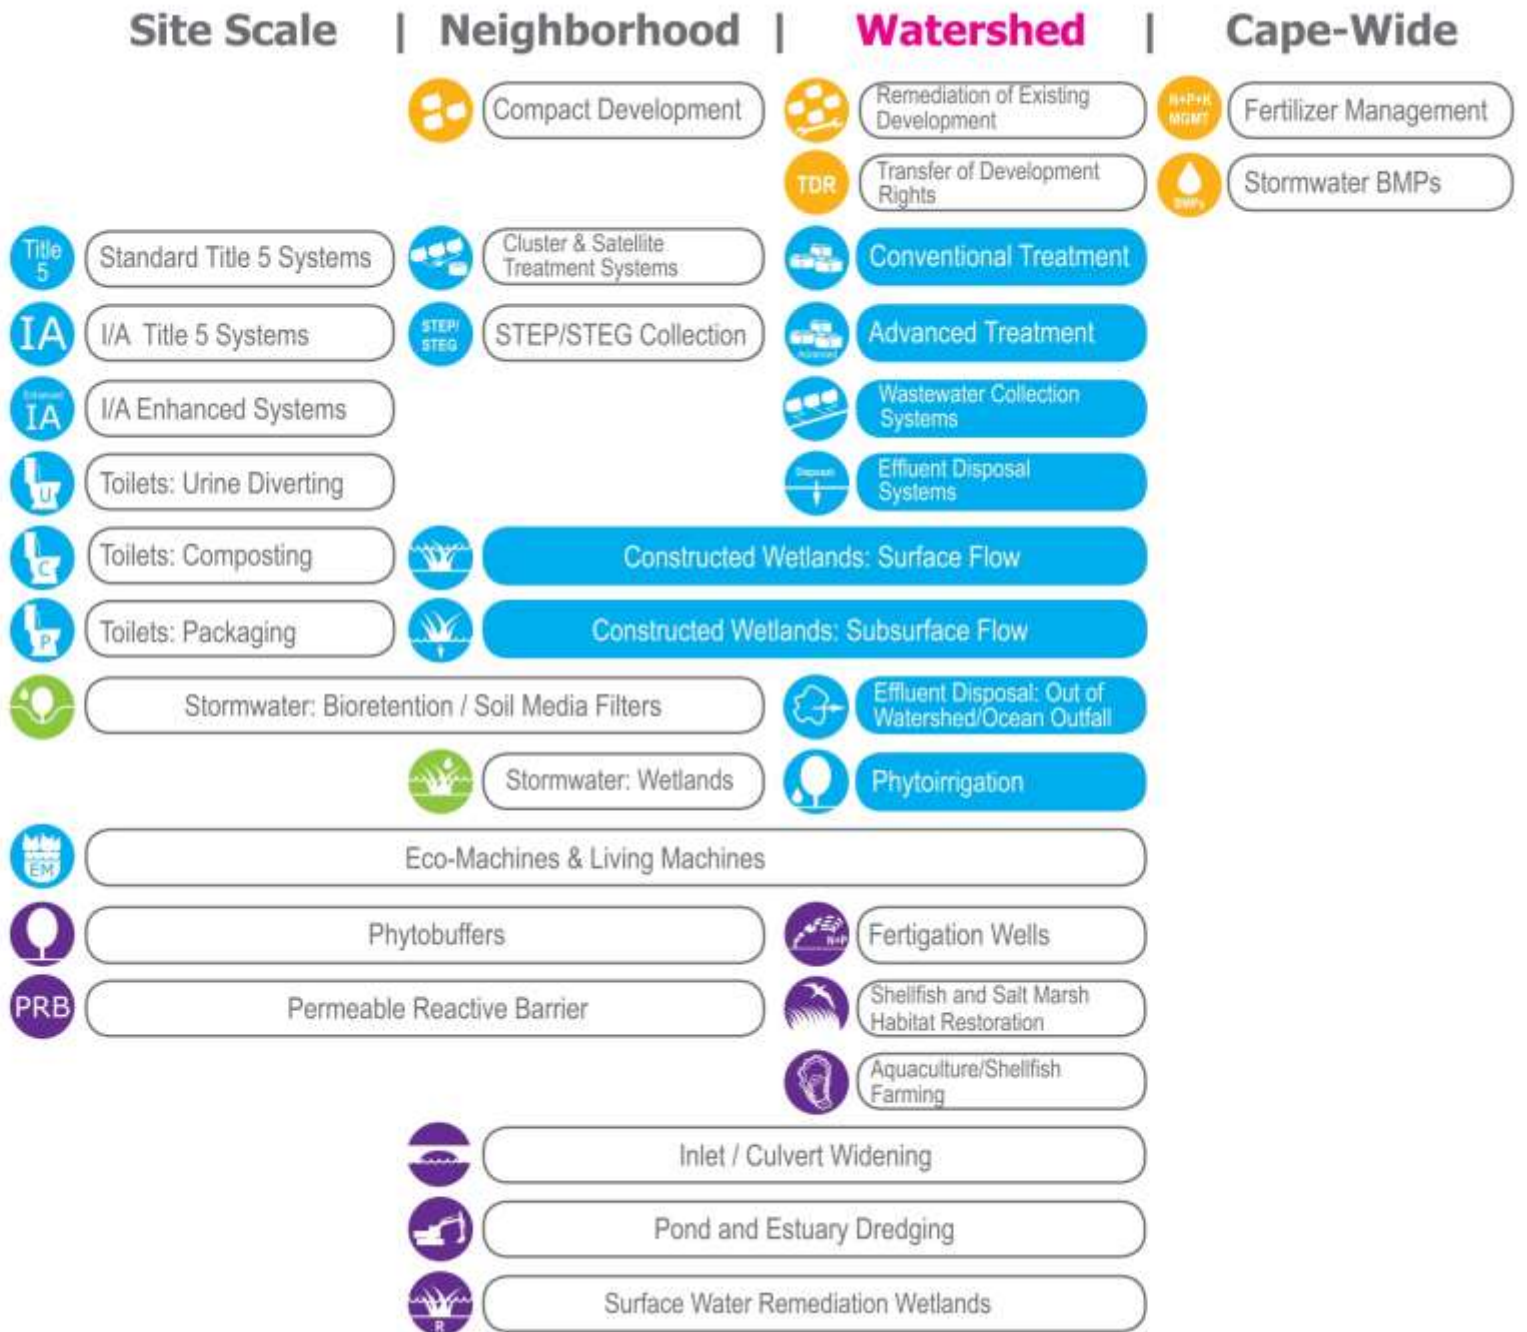 Site Scale | Neighborhood | Watershed | Cape-Wide
Compact Development
Remediation of Existing
Development
N+P+K
MGMT
Fertilizer Management
TDR
Transfer of Development
Rights
BMPs
Stormwater BMPs
Title
5
Standard Title 5 Systems
Cluster & Satellite
Treatment Systems
Conventional Treatment
IA
I/A Title 5 Systems
STEP/
STEG
STEP/STEG Collection
Advanced
Advanced Treatment
Enhanced
IA
I/A Enhanced Systems
Wastewater Collection
Systems
U
Toilets: Urine Diverting
Disposal
Effluent Disposal
Systems
C
Toilets: Composting
Constructed Wetlands: Surface Flow
P
Toilets: Packaging
Constructed Wetlands: Subsurface Flow
Stormwater: Bioretention / Soil Media Filters
Effluent Disposal: Out of
Watershed/Ocean Outfall
Stormwater: Wetlands
Phytoirrigation
EM
Eco-Machines & Living Machines
Phytobuffers
N+P
Fertigation Wells
PRB
Permeable Reactive Barrier
Shellfish and Salt Marsh
Habitat Restoration
Aquaculture/Shellfish
Farming
Inlet / Culvert Widening
Pond and Estuary Dredging
R
Surface Water Remediation Wetlands